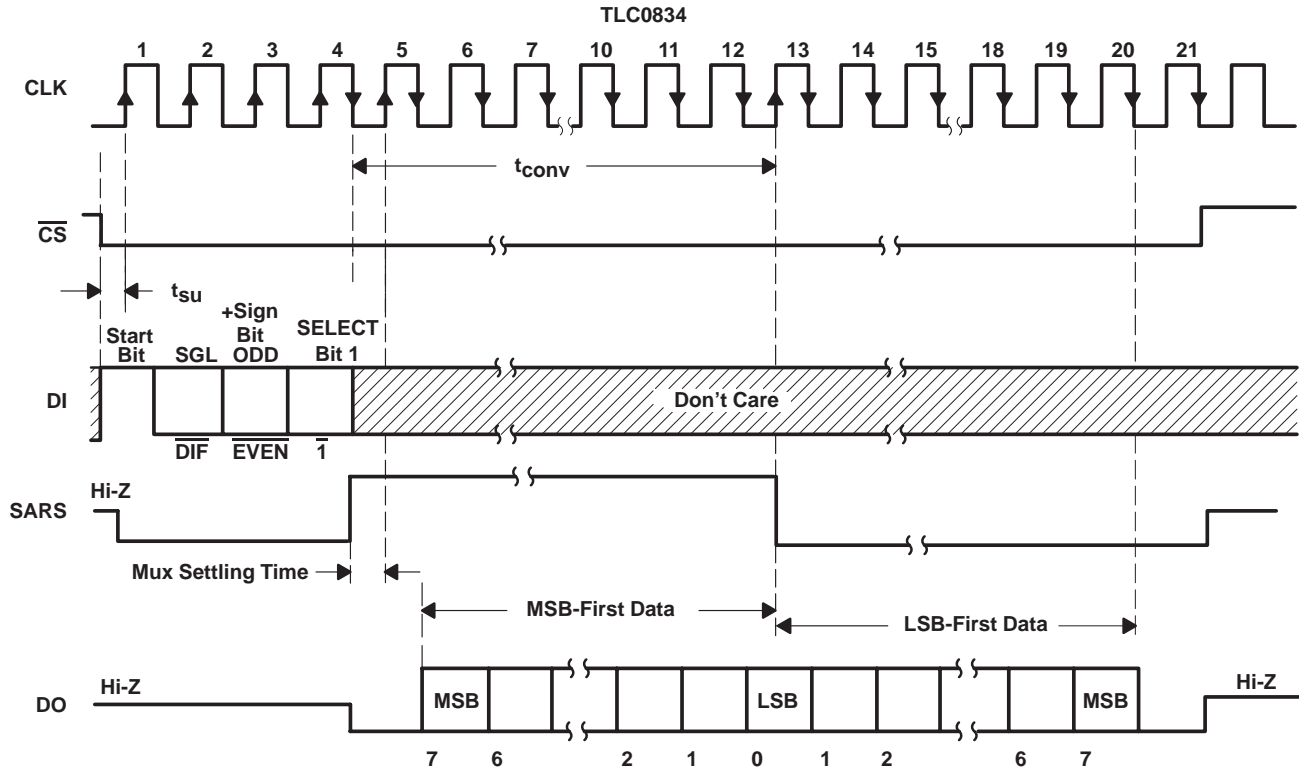 TLC0834
1 2 3 4 5 6 7 10 11 12 13 14 15 18 19 20 21
CLK
tconv
CS
tsu
Start Bit
SGL
+Sign Bit ODD
SELECT Bit 1
DI
Don't Care
DIF EVEN 1
Hi-Z
SARS
Mux Settling Time
MSB-First Data
LSB-First Data
Hi-Z
Hi-Z
DO
MSB LSB MSB
7 6 2 1 0 1 2 6 7